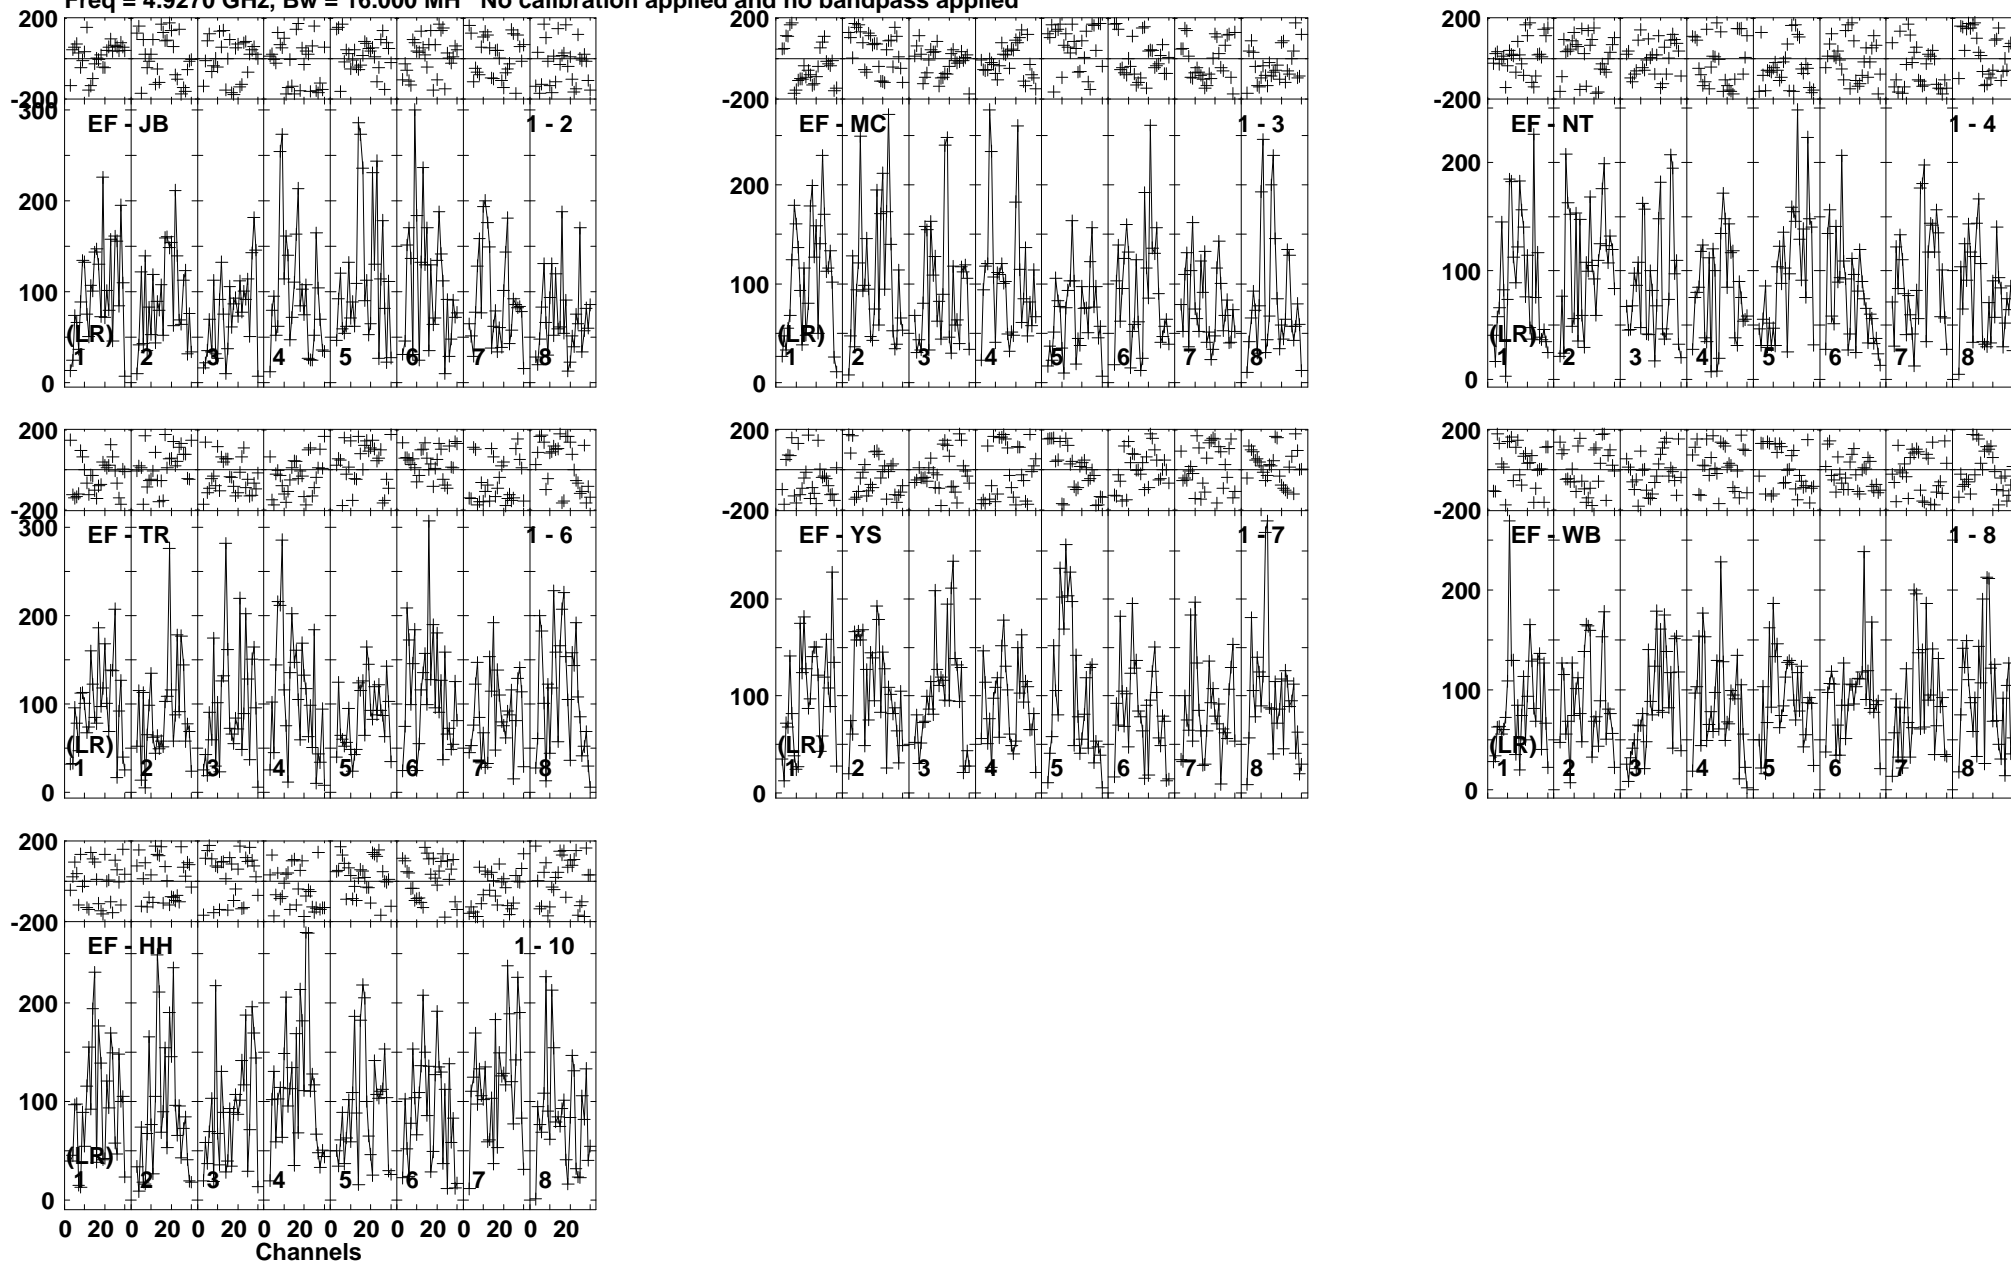 Freq = 4.9270 GHz, Bw = 16.000 MH No calibration applied and no bandpass applied
200 200 200
-200 -200 -200
300
EF - JB 1 - 2 EF - MC 1 - 3 EF - NT 1 - 4
200 200 200
100 100 100
(LR) (LR) (LR)
1 2 3 4 5 6 7 8 1 2 3 4 5 6 7 8 1 2 3 4 5 6 7 8
0 0 0
200 200 200
-200 -200 -200
300
EF - TR 1 - 6 EF - YS 1 - 7 EF - WB 1 - 8
200 200 200
100 100 100
(LR) (LR) (LR)
1 2 3 4 5 6 7 8 1 2 3 4 5 6 7 8 1 2 3 4 5 6 7 8
0 0 0
200
-200
EF - HH 1 - 10
200
100
(LR)
1 2 3 4 5 6 7 8
0
0 20 0 20 0 20 0 20 0 20 0 20 0 20 0 20
Channels